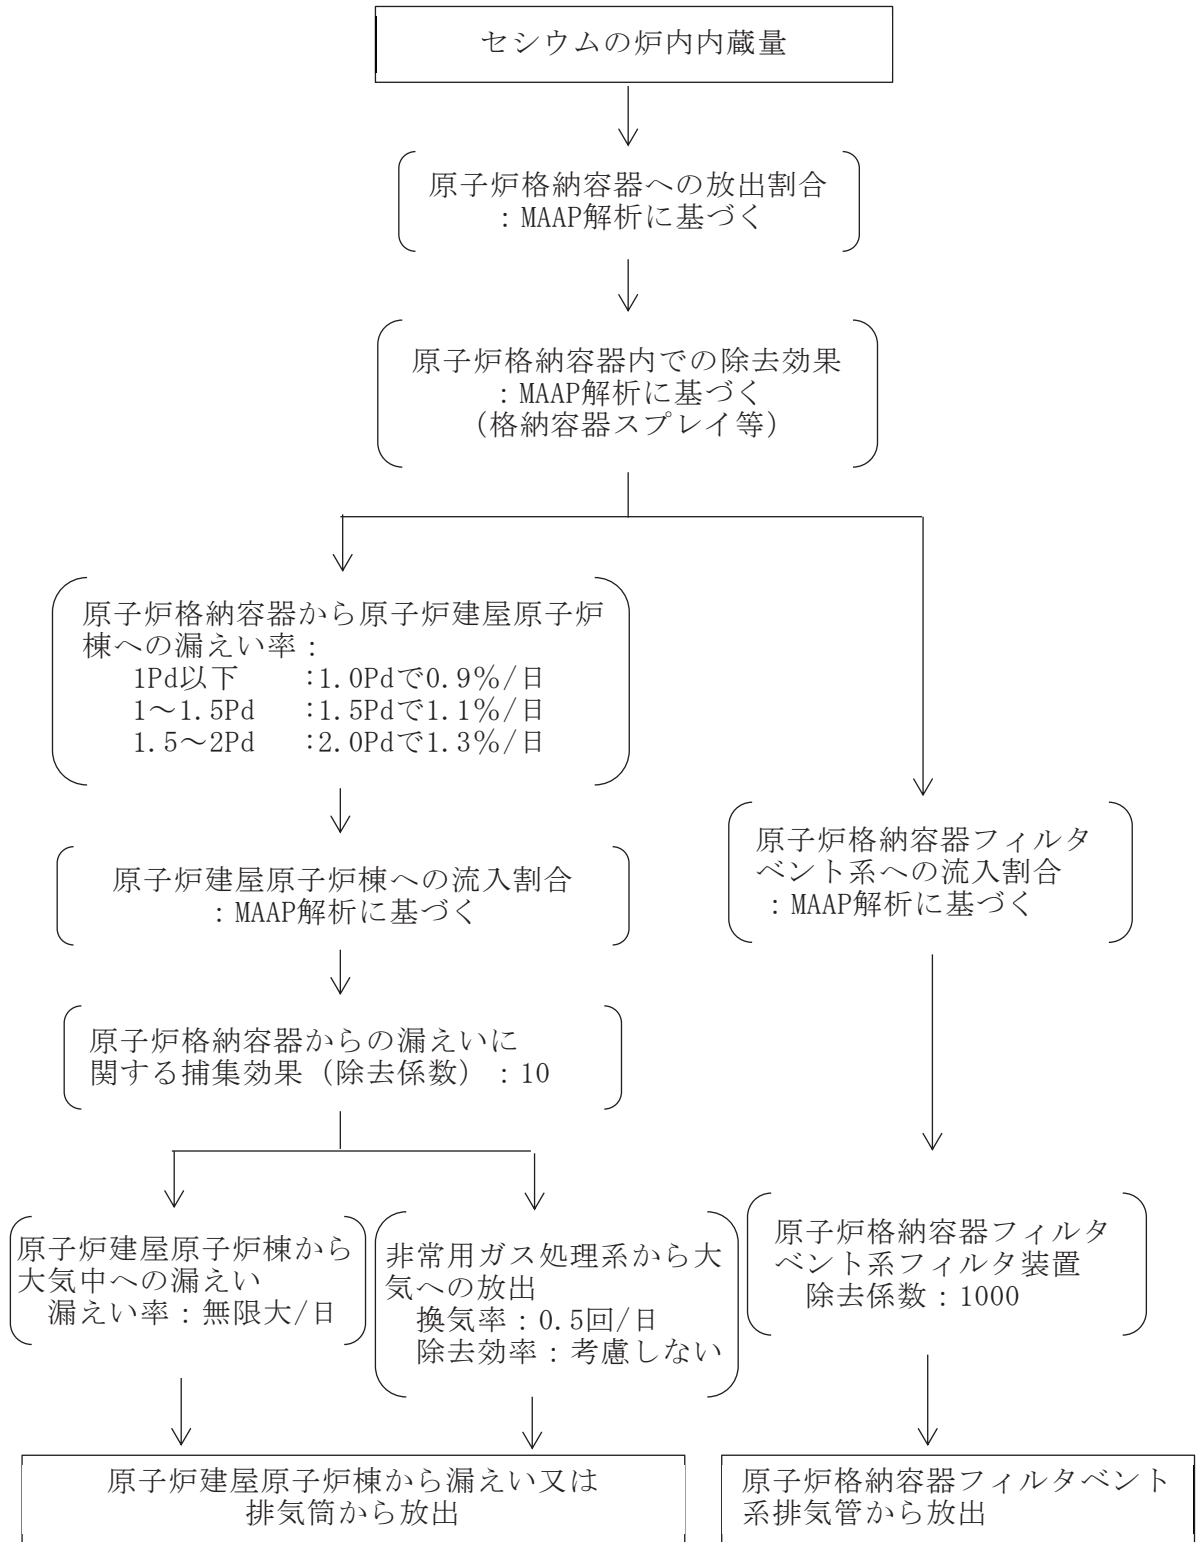 セシウムの炉内内蔵量
原子炉格納容器への放出割合
：MAAP解析に基づく
原子炉格納容器内での除去効果
：MAAP解析に基づく
（格納容器スプレイ等）
原子炉格納容器から原子炉建屋原子炉
棟への漏えい率：
1Pd以下　　:1.0Pdで0.9％/日
1～1.5Pd　:1.5Pdで1.1％/日
1.5～2Pd　:2.0Pdで1.3％/日
原子炉建屋原子炉棟への流入割合
：MAAP解析に基づく
原子炉格納容器からの漏えいに
関する捕集効果（除去係数）：10
原子炉建屋原子炉棟から
大気中への漏えい
漏えい率：無限大/日
非常用ガス処理系から大
気への放出
換気率：0.5回/日
除去効率：考慮しない
原子炉建屋原子炉棟から漏えい又は
排気筒から放出
原子炉格納容器フィルタ
ベント系への流入割合
：MAAP解析に基づく
原子炉格納容器フィルタ
ベント系フィルタ装置
除去係数：1000
原子炉格納容器フィルタベント
系排気管から放出